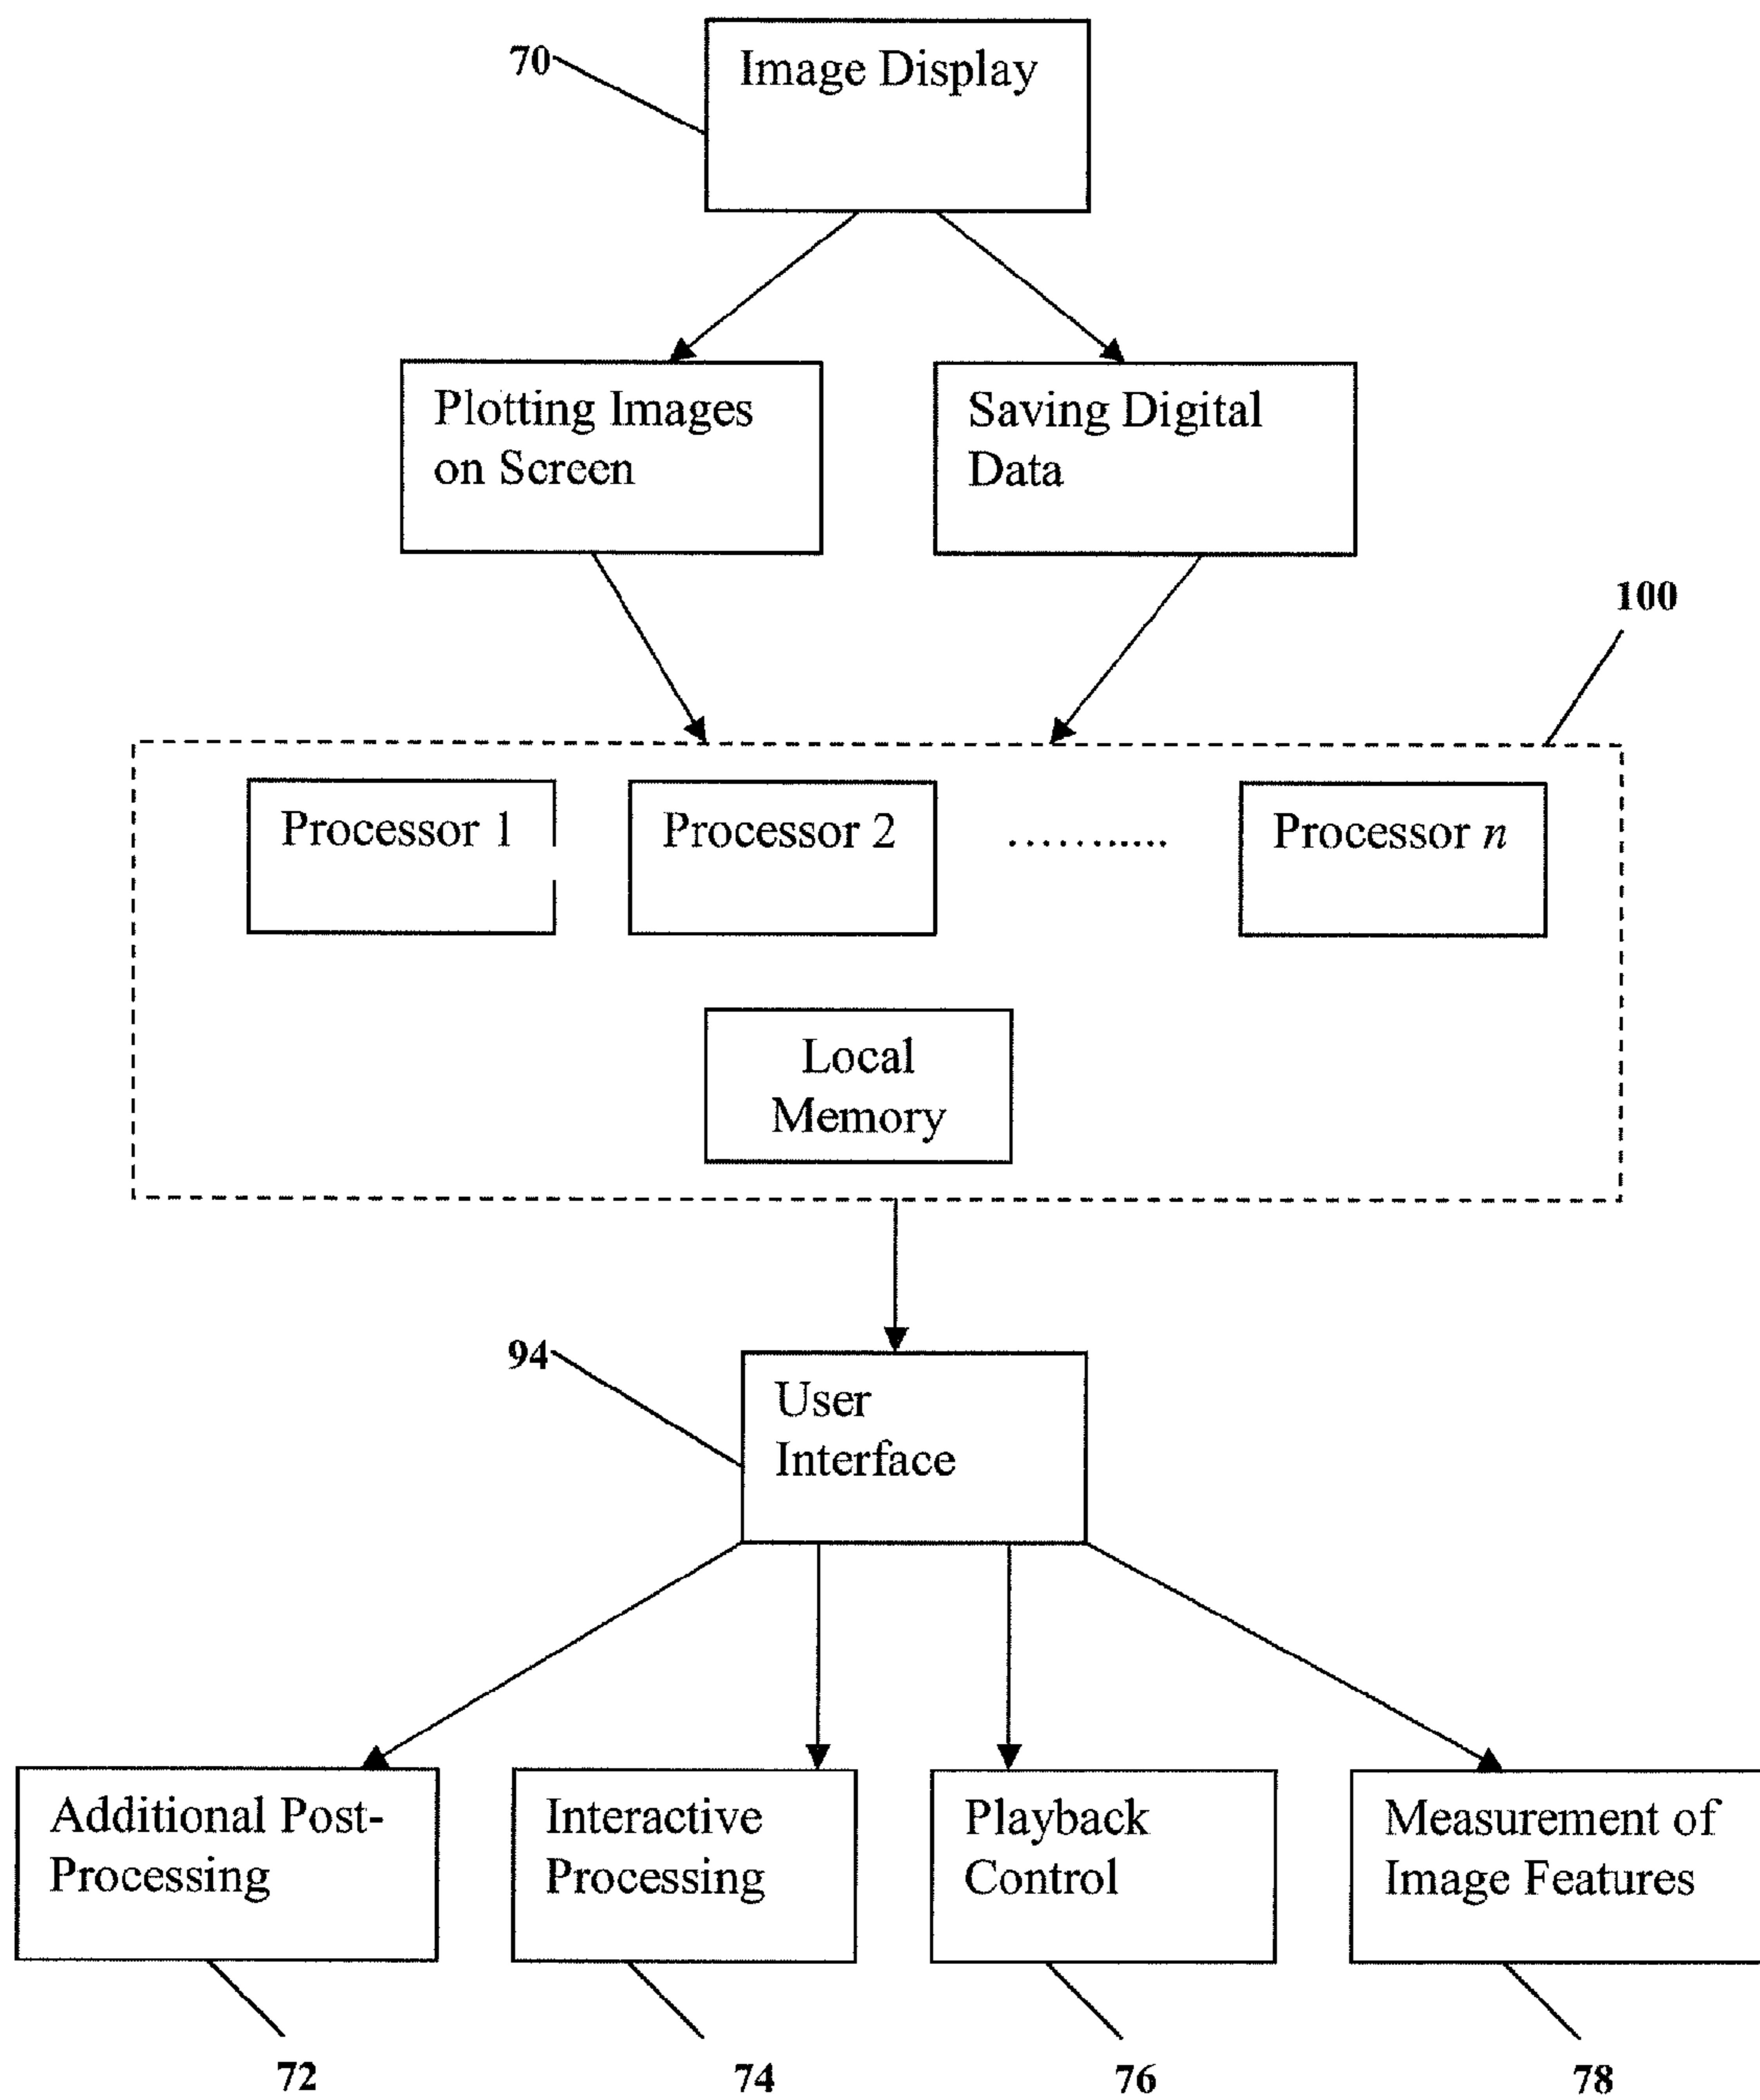 70
Image Display
Plotting Images
on Screen
Saving Digital
Data
100
Processor 1
Processor 2
...........
Processor n
Local
Memory
94
User
Interface
Additional Post-
Processing
Interactive
Processing
Playback
Control
Measurement of
Image Features
72
74
76
78